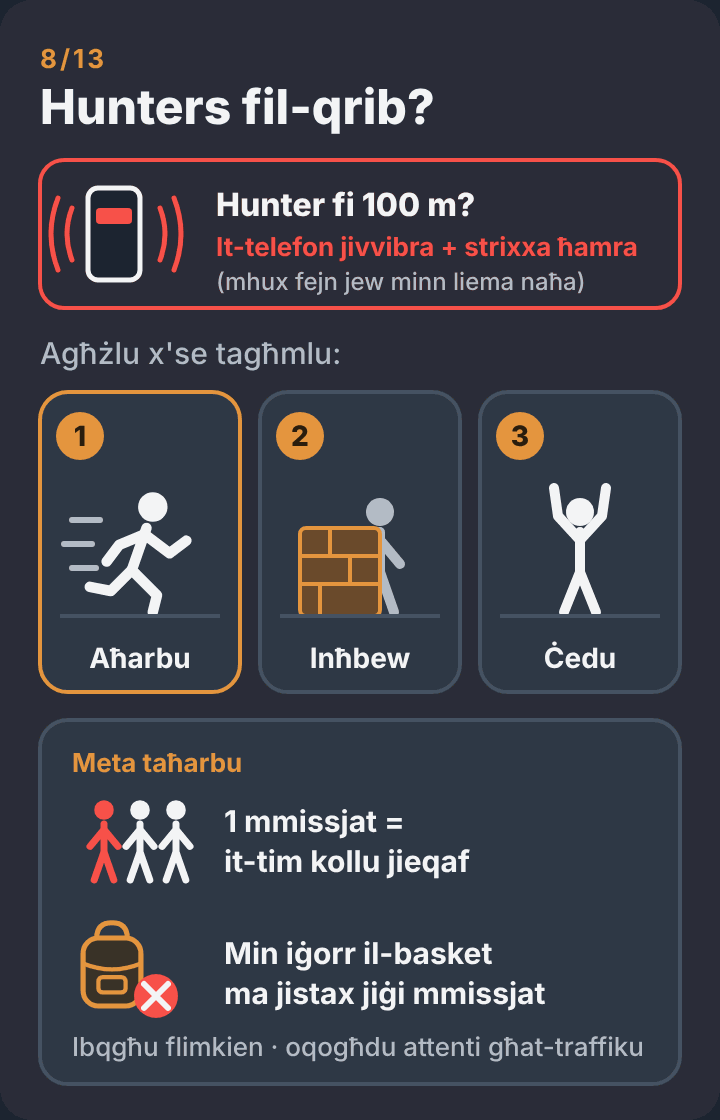 8/13
Hunters fil-qrib?
Hunter fi 100 m?
It-telefon jivvibra + strixxa ħamra
(mhux fejn jew minn liema naħa)
Agħżlu x'se tagħmlu:
1
2
3
Aħarbu
Inħbew
Ċedu
Meta taħarbu
1 mmissjat =
it-tim kollu jieqaf
Min iġorr il-basket
ma jistax jiġi mmissjat
Ibqgħu flimkien · oqogħdu attenti għat-traffiku